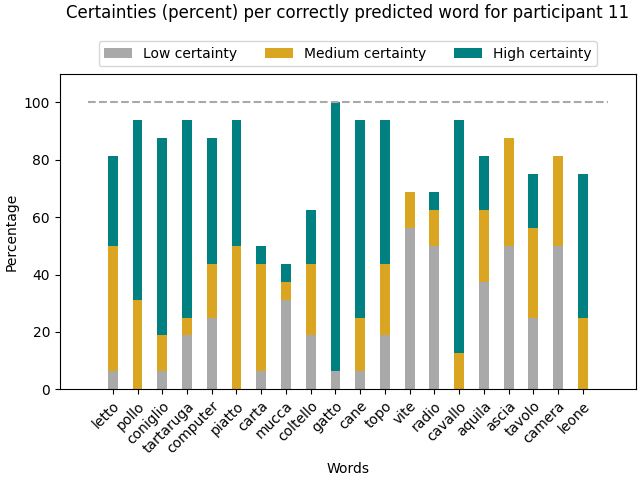 Certainties (percent) per correctly predicted word for participant 11
Low certainty Medium certainty High certainty
100
80
60
40
20
0
Percentage
letto pollo coniglio tartaruga computer piatto carta mucca coltello gatto cane topo vite radio cavallo aquila ascia tavolo camera leone
Words